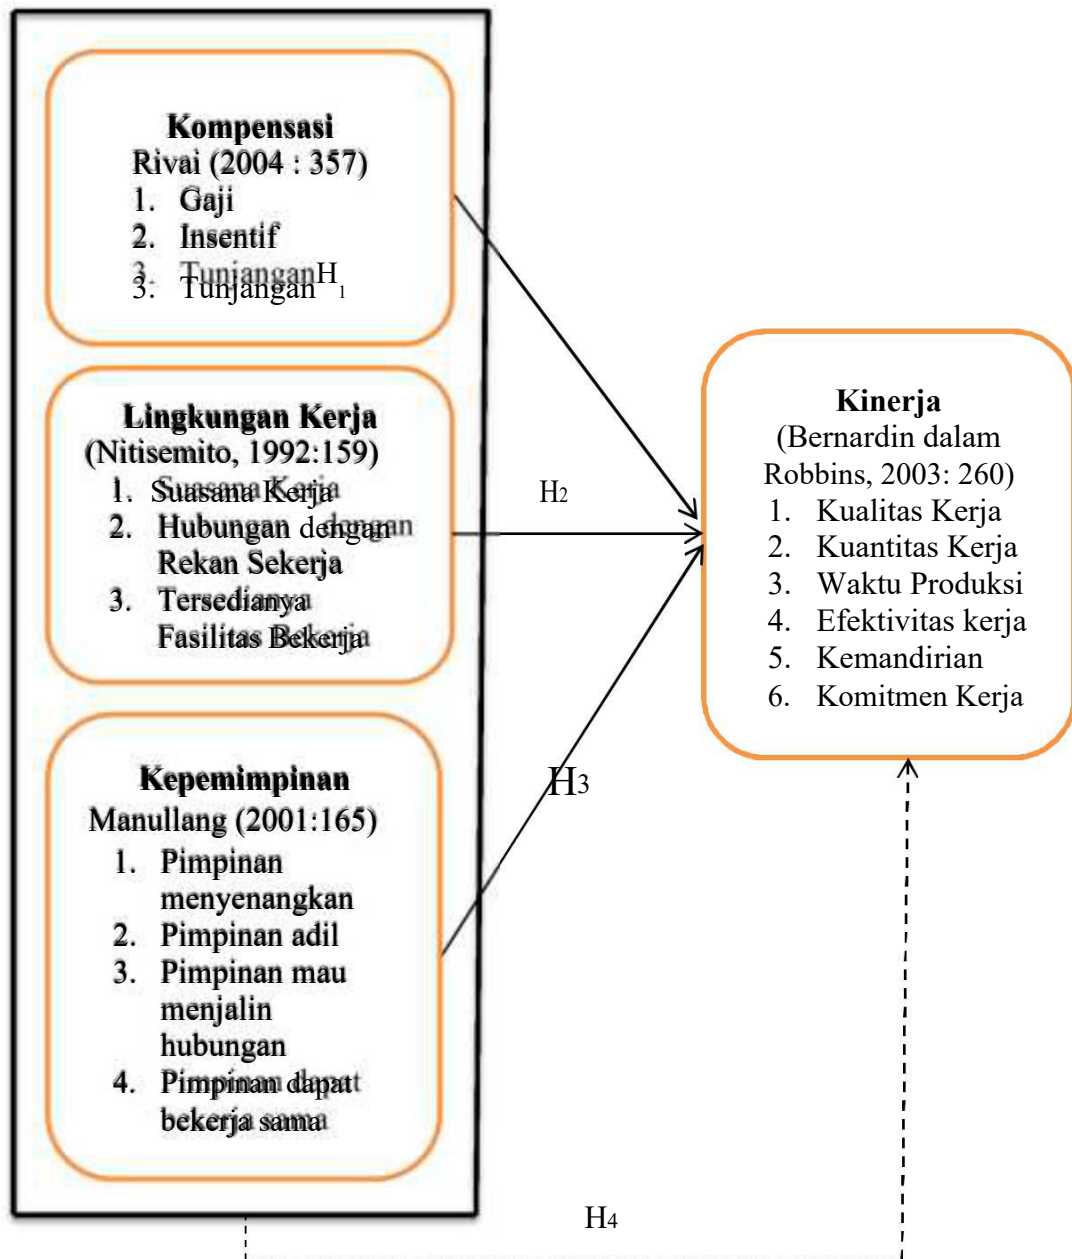 Kompensasi
Rivai (2004 : 357)
1. Gaji
2. Insentif
3. Tunjangan
H1
Lingkungan Kerja
(Nitisemito, 1992:159)
1. Suasana Kerja
2. Hubungan dengan
Rekan Sekerja
3. Tersedianya
Fasilitas Bekerja
Kepemimpinan
Manullang (2001:165)
1. Pimpinan
menyenangkan
2. Pimpinan adil
3. Pimpinan mau
menjalin
hubungan
4. Pimpinan dapat
bekerja sama
H2
H3
Kinerja
(Bernardin dalam
Robbins, 2003: 260)
1. Kualitas Kerja
2. Kuantitas Kerja
3. Waktu Produksi
4. Efektivitas kerja
5. Kemandirian
6. Komitmen Kerja
H4